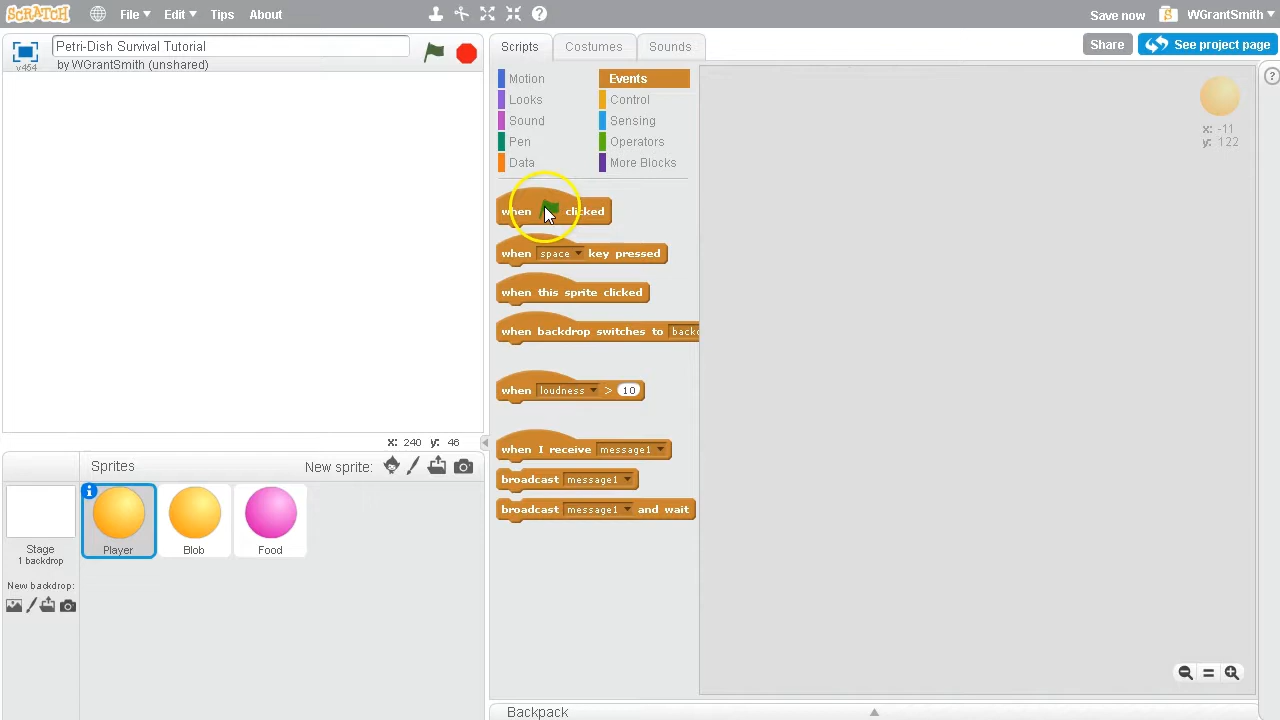 SCRATCH File Edit Tips About Save now WGrantSmith
v454 Petri-Dish Survival Tutorial
by WGrantSmith (unshared)
Scripts Costumes Sounds Share See project page
Motion Events
Looks Control
Sound Sensing
Pen Operators
Data More Blocks
x: -11
y: 122
when clicked
when space key pressed
when this sprite clicked
when backdrop switches to backd
when loudness > 10
when I receive message1
broadcast message1
broadcast message1 and wait
x: 240 y: 46
Sprites New sprite:
Stage
1 backdrop
New backdrop:
Player Blob Food
Backpack